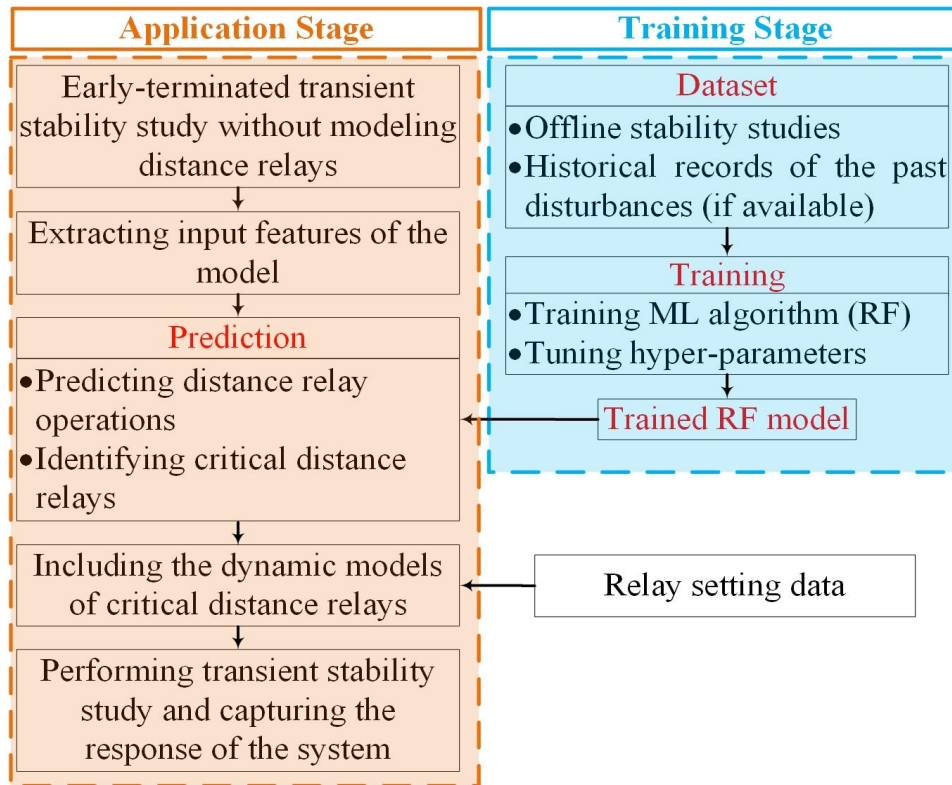 Application Stage
Early-terminated transient
stability study without modeling
distance relays
Extracting input features of the
model
Prediction
•Predicting distance relay
operations
•Identifying critical distance
relays
Including the dynamic models
of critical distance relays
Performing transient stability
study and capturing the
response of the system
Training Stage
Dataset
•Offline stability studies
•Historical records of the past
disturbances (if available)
Training
•Training ML algorithm (RF)
•Tuning hyper-parameters
Trained RF model
Relay setting data